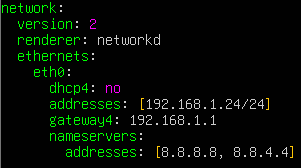 network:
  version: 2
  renderer: networkd
  ethernets:
    eth0:
      dhcp4: no
      addresses: [192.168.1.24/24]
      gateway4: 192.168.1.1
      nameservers:
        addresses: [8.8.8.8, 8.8.4.4]